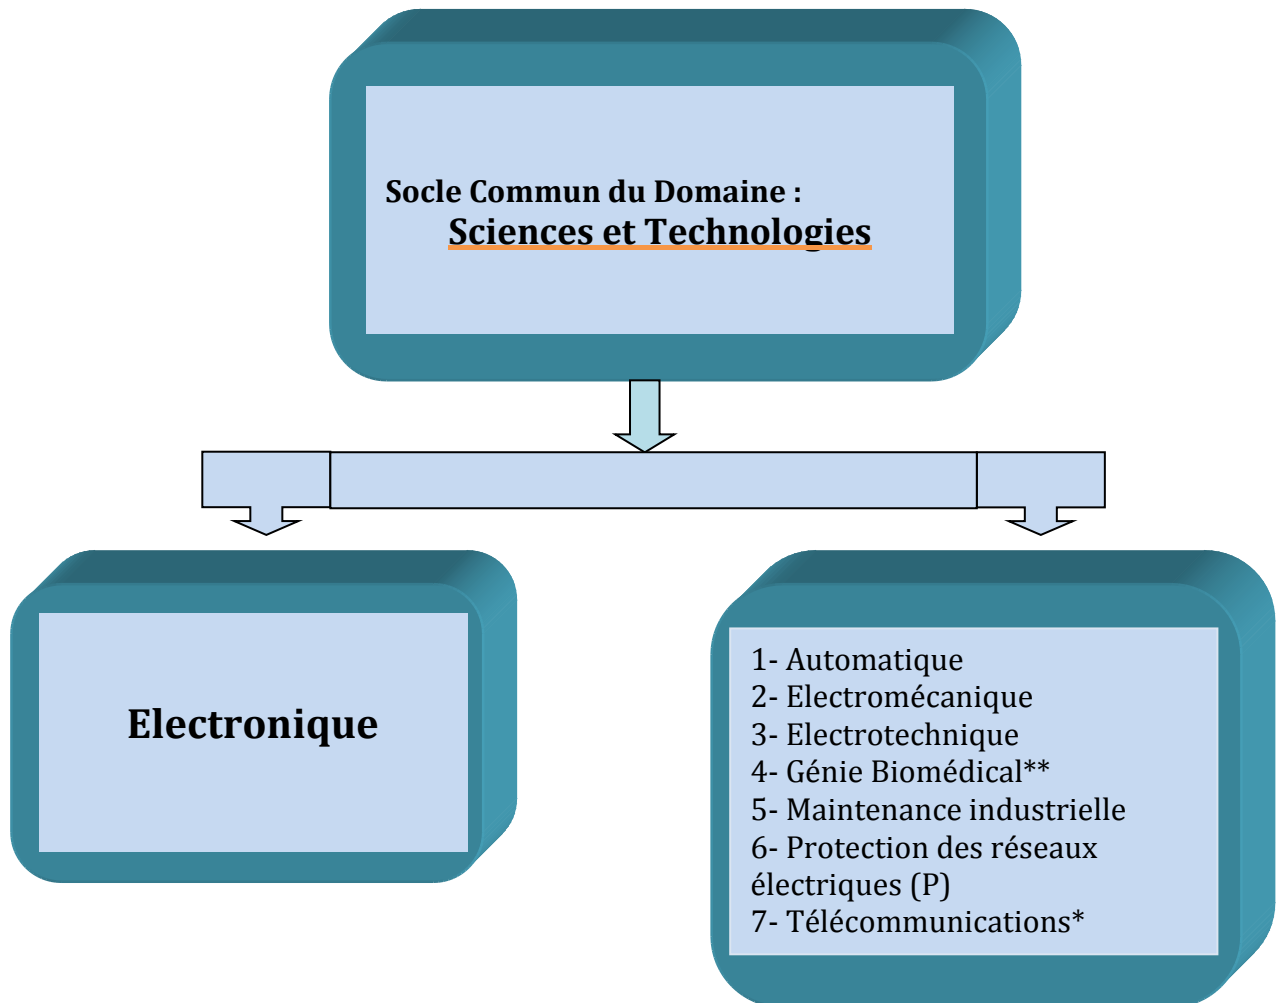 Socle Commun du Domaine :
Sciences et Technologies
Electronique
1- Automatique
2- Electromécanique
3- Electrotechnique
4- Génie Biomédical**
5- Maintenance industrielle
6- Protection des réseaux
électriques (P)
7- Télécommunications*